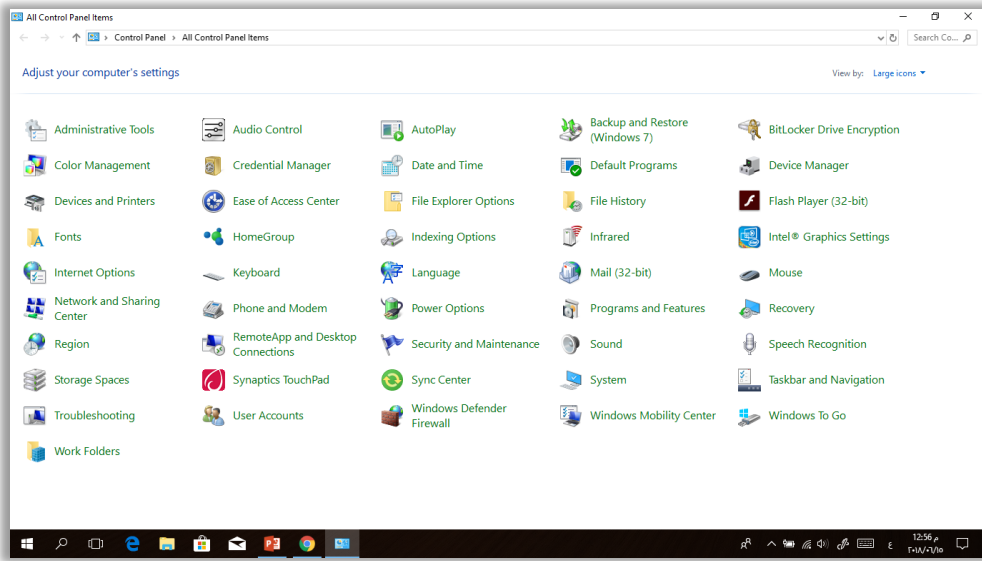 All Control Panel Items
Control Panel > All Control Panel Items
Search Co...
Adjust your computer's settings
View by: Large icons
Administrative Tools
Audio Control
AutoPlay
Backup and Restore
(Windows 7)
BitLocker Drive Encryption
Color Management
Credential Manager
Date and Time
Default Programs
Device Manager
Devices and Printers
Ease of Access Center
File Explorer Options
File History
Flash Player (32-bit)
Fonts
HomeGroup
Indexing Options
Infrared
Intel® Graphics Settings
Internet Options
Keyboard
Language
Mail (32-bit)
Mouse
Network and Sharing
Center
Phone and Modem
Power Options
Programs and Features
Recovery
Region
RemoteApp and Desktop
Connections
Security and Maintenance
Sound
Speech Recognition
Storage Spaces
Synaptics TouchPad
Sync Center
System
Taskbar and Navigation
Troubleshooting
User Accounts
Windows Defender
Firewall
Windows Mobility Center
Windows To Go
Work Folders
ع
12:56 م
٢٠١٨/٠٦/١٥